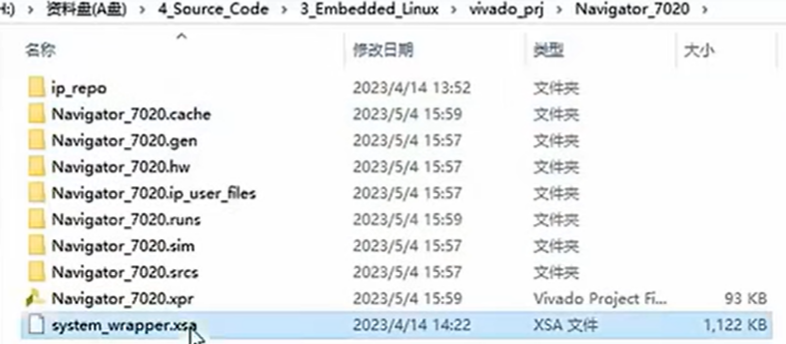 H:) › 资料盘(A盘) › 4_Source_Code › 3_Embedded_Linux › vivado_prj › Navigator_7020 ›
名称 修改日期 类型 大小
ip_repo 2023/4/14 13:52 文件夹
Navigator_7020.cache 2023/5/4 15:59 文件夹
Navigator_7020.gen 2023/5/4 15:57 文件夹
Navigator_7020.hw 2023/5/4 15:57 文件夹
Navigator_7020.ip_user_files 2023/5/4 15:57 文件夹
Navigator_7020.runs 2023/5/4 15:59 文件夹
Navigator_7020.sim 2023/5/4 15:57 文件夹
Navigator_7020.srcs 2023/5/4 15:57 文件夹
Navigator_7020.xpr 2023/5/4 15:59 Vivado Project Fi... 93 KB
system_wrapper.xsa 2023/4/14 14:22 XSA 文件 1,122 KB